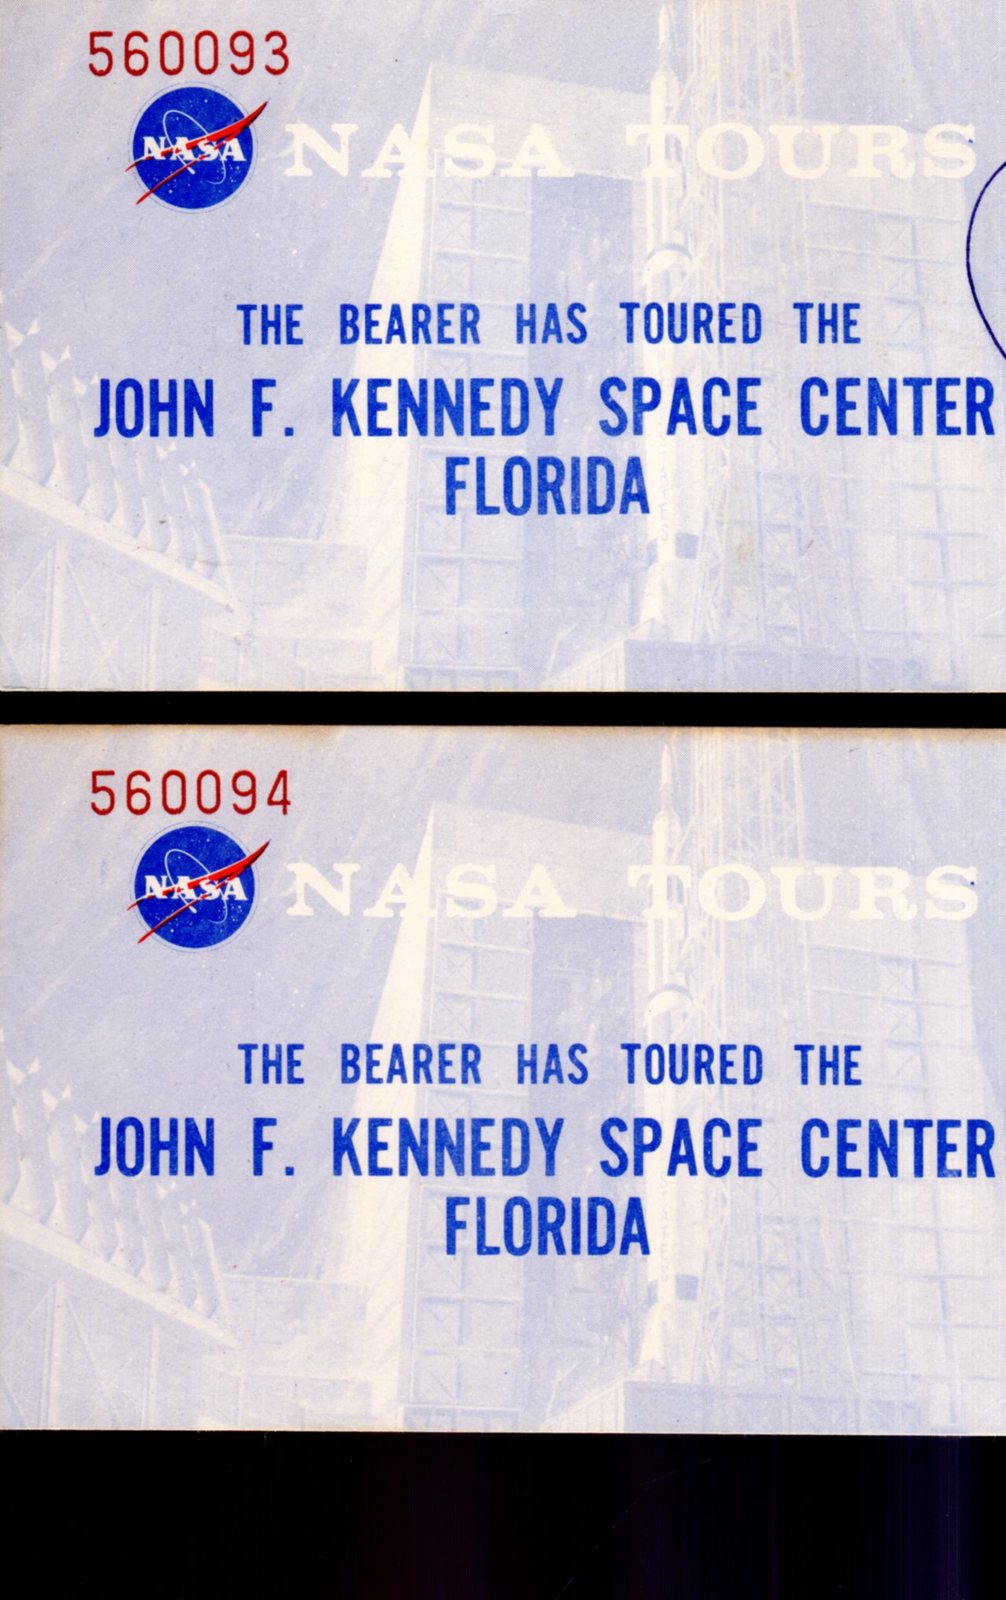 560093
NASA NASA TOURS
THE BEARER HAS TOURED THE
JOHN F. KENNEDY SPACE CENTER
FLORIDA
560094
NASA NASA TOURS
THE BEARER HAS TOURED THE
JOHN F. KENNEDY SPACE CENTER
FLORIDA